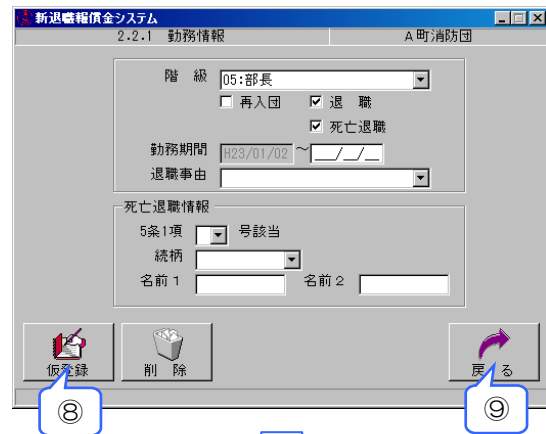 新退職報償金システム
2.2.1 勤務情報 A町消防団
階 級 05:部長
再入団 退 職
死亡退職
勤務期間 H23/01/02 ～ __/__/__
退職事由
死亡退職情報
5条1項 号該当
続柄
名前1 名前2
仮登録 削 除 戻 る
⑧ ⑨